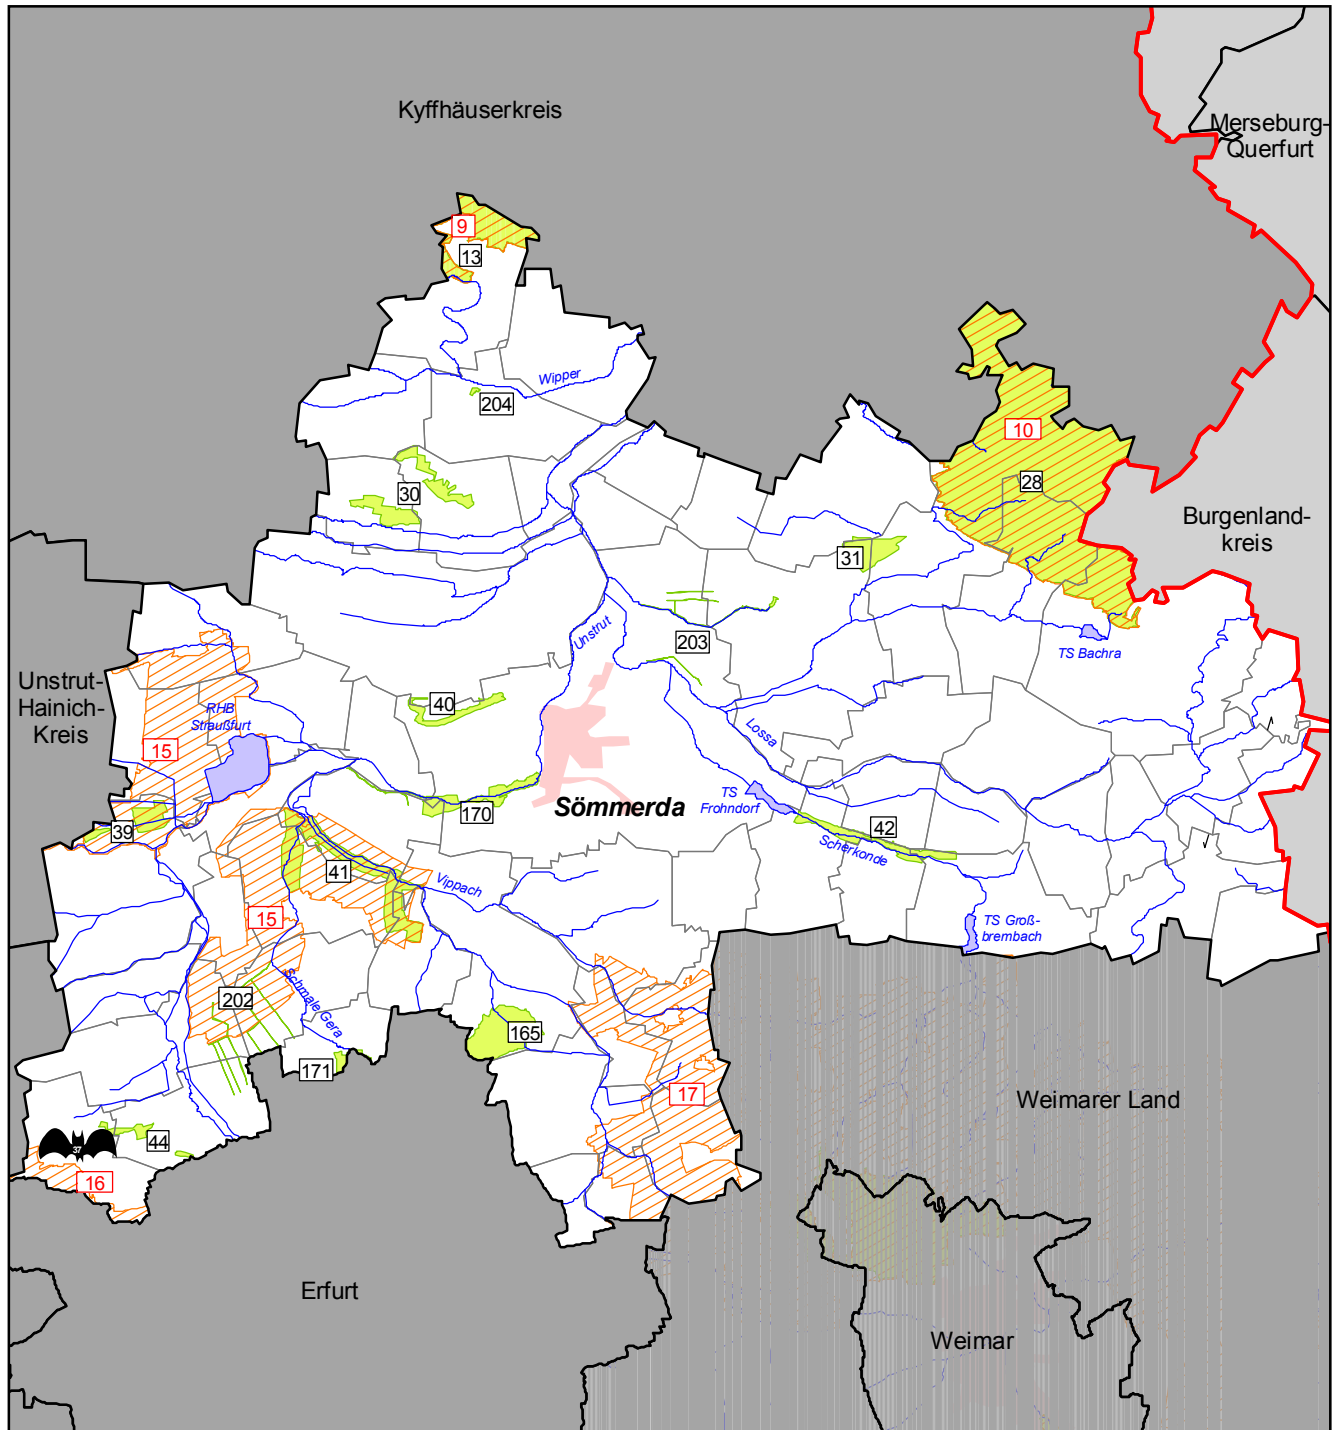 Kyffhäuserkreis
Merseburg-
Querfurt
9
13
Wipper
204
10
28
30
Burgenland-
kreis
31
Unstrut
203
TS Bachra
Unstrut-
Hainich-
Kreis
40
RHB
Straußfurt
15
Lossa
TS
Frohndorf
Sömmerda
170
39
42
Scherkonde
41
Vippach
15
TS Groß-
brembach
202
Schmale Gera
165
171
17
Weimarer Land
44
37
16
Erfurt
Weimar